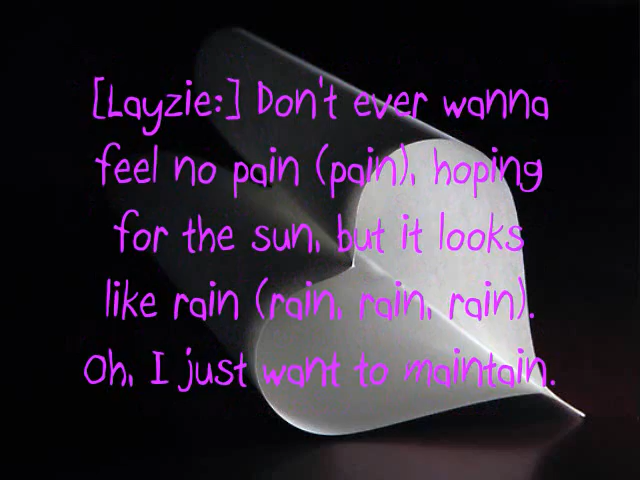 [Layzie:] Don't ever wanna
feel no pain (pain), hoping
for the sun, but it looks
like rain (rain, rain, rain).
Oh, I just want to maintain.